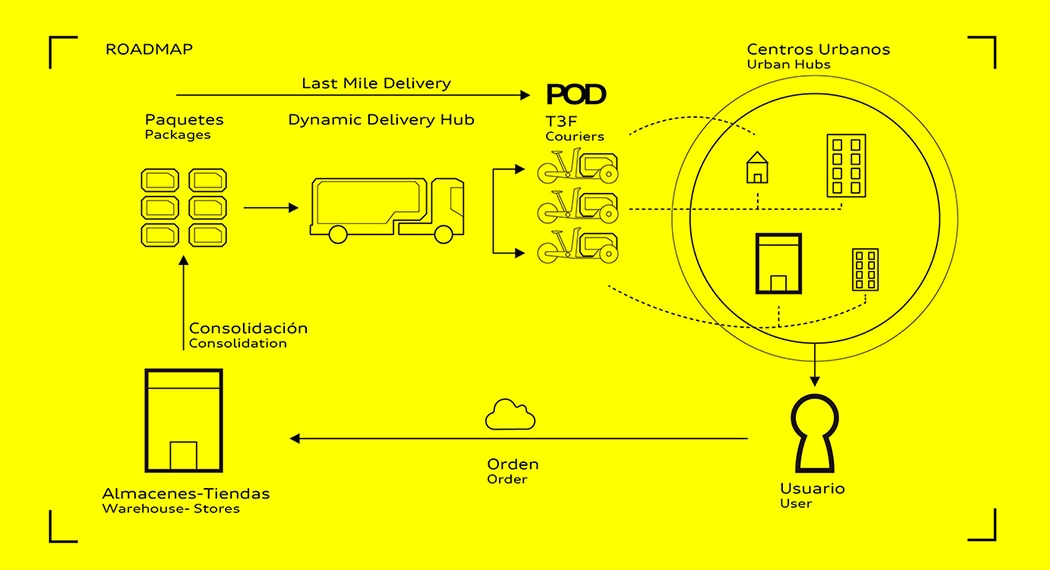 ROADMAP
Centros Urbanos
Urban Hubs
Last Mile Delivery
POD
Paquetes
Packages
Dynamic Delivery Hub
T3F
Couriers
Consolidación
Consolidation
Orden
Order
Usuario
User
Almacenes-Tiendas
Warehouse- Stores